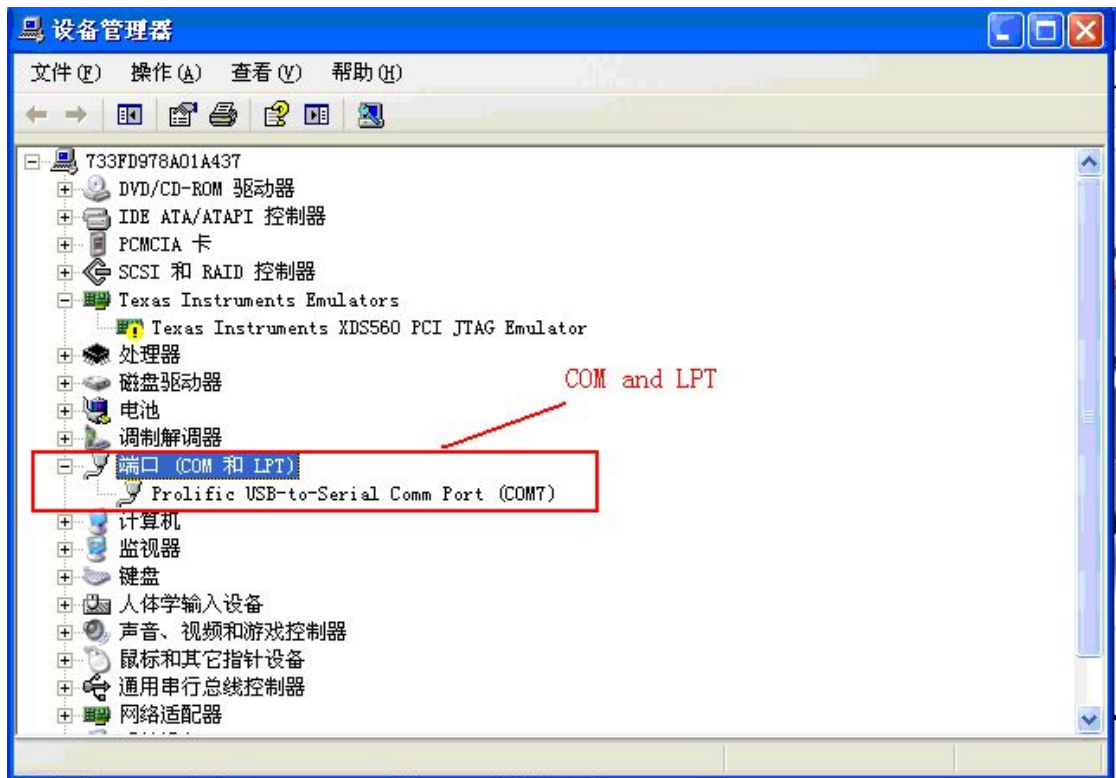 设备管理器
文件(F) 操作(A) 查看(V) 帮助(H)
733FD978A01A437
DVD/CD-ROM 驱动器
IDE ATA/ATAPI 控制器
PCMCIA 卡
SCSI 和 RAID 控制器
Texas Instruments Emulators
Texas Instruments XDS560 PCI JTAG Emulator
处理器
磁盘驱动器
COM and LPT
电池
调制解调器
端口 (COM 和 LPT)
Prolific USB-to-Serial Comm Port (COM7)
计算机
监视器
键盘
人体学输入设备
声音、视频和游戏控制器
鼠标和其它指针设备
通用串行总线控制器
网络适配器